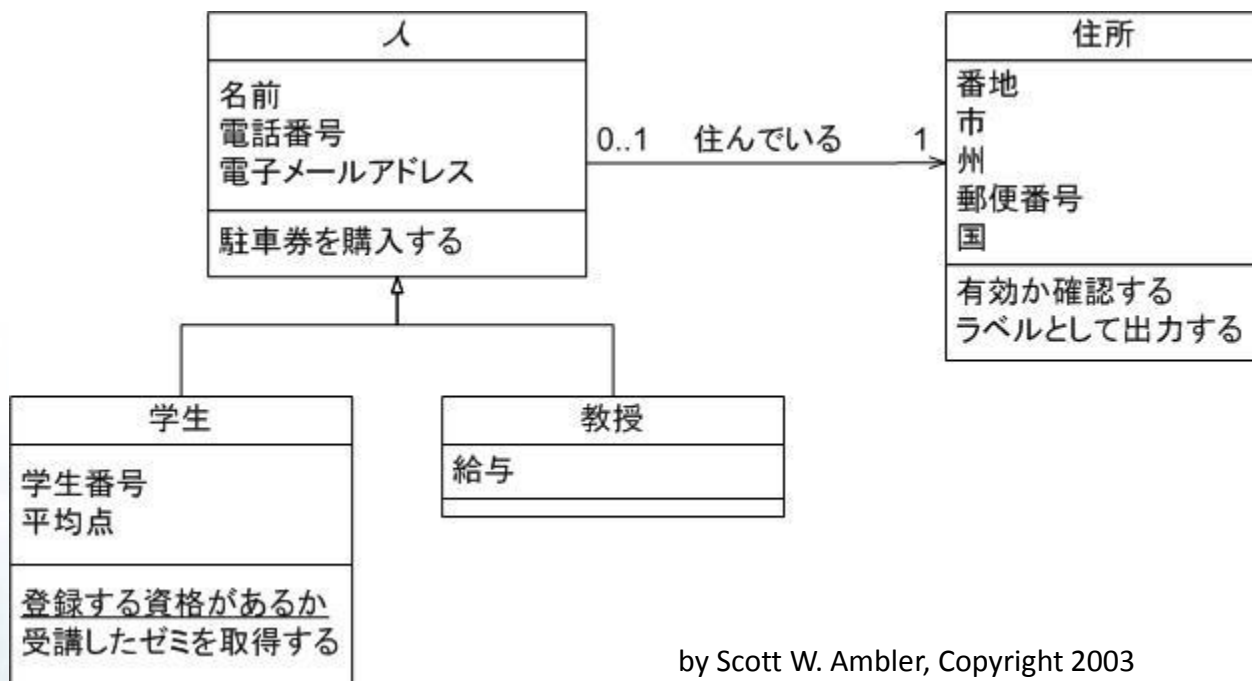 人
名前
電話番号
電子メールアドレス
駐車券を購入する
0..1 住んでいる 1
住所
番地
市
州
郵便番号
国
有効か確認する
ラベルとして出力する
学生
学生番号
平均点
登録する資格があるか
受講したゼミを取得する
教授
給与
by Scott W. Ambler, Copyright 2003